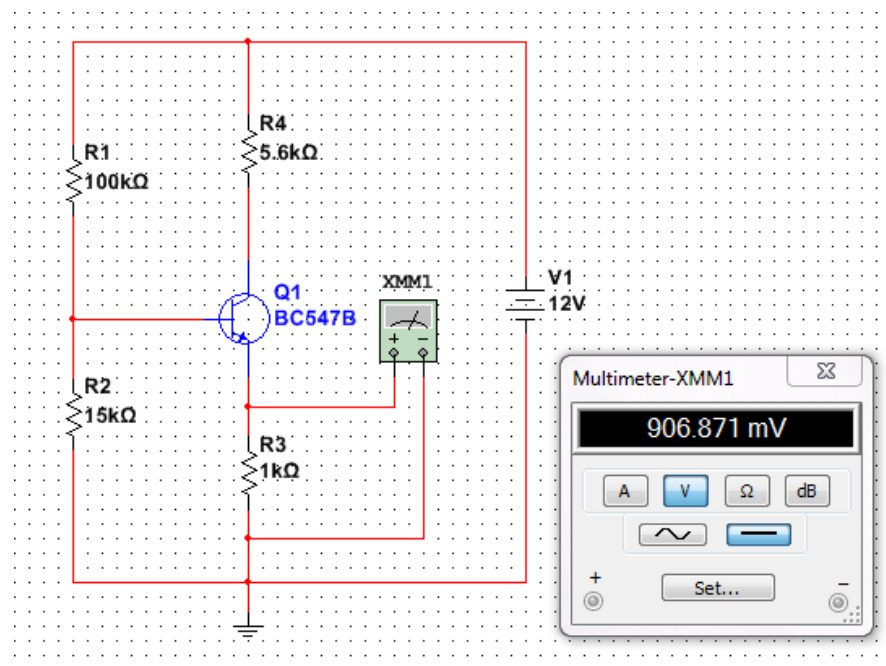 R4
5.6kΩ
R1
100kΩ
XMM1
V1
12V
Q1
BC547B
+ −
Multimeter-XMM1
906.871 mV
R2
15kΩ
R3
1kΩ
A V Ω dB
+ Set... −